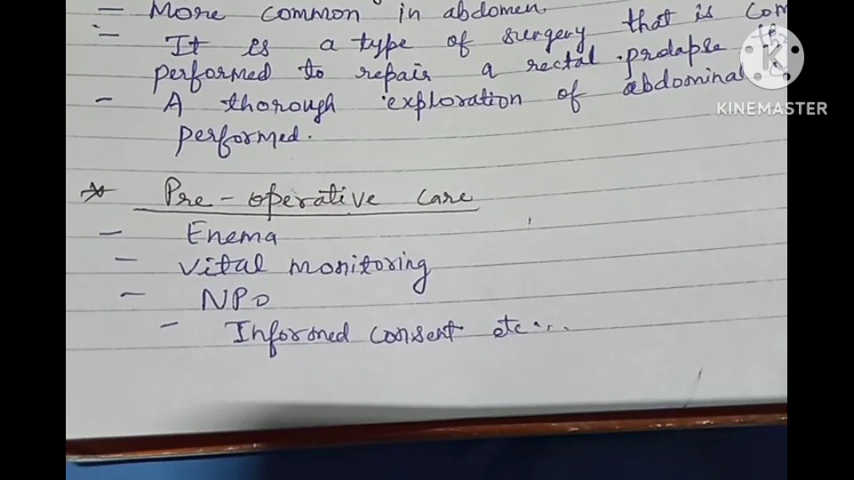 = More common in abdomen.
- It is a type of surgery that is com
performed to repair a rectal prolapse
- A thorough exploration of abdominal
performed.
* Pre-operative care
- Enema
- Vital monitoring
- NPO
- Informed consent etc....
KINEMASTER